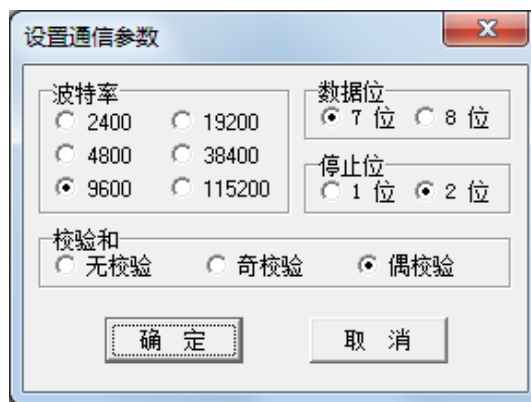 设置通信参数
波特率
2400 19200
4800 38400
9600 115200
数据位
7 位 8 位
停止位
1 位 2 位
校验和
无校验 奇校验 偶校验
确 定 取 消